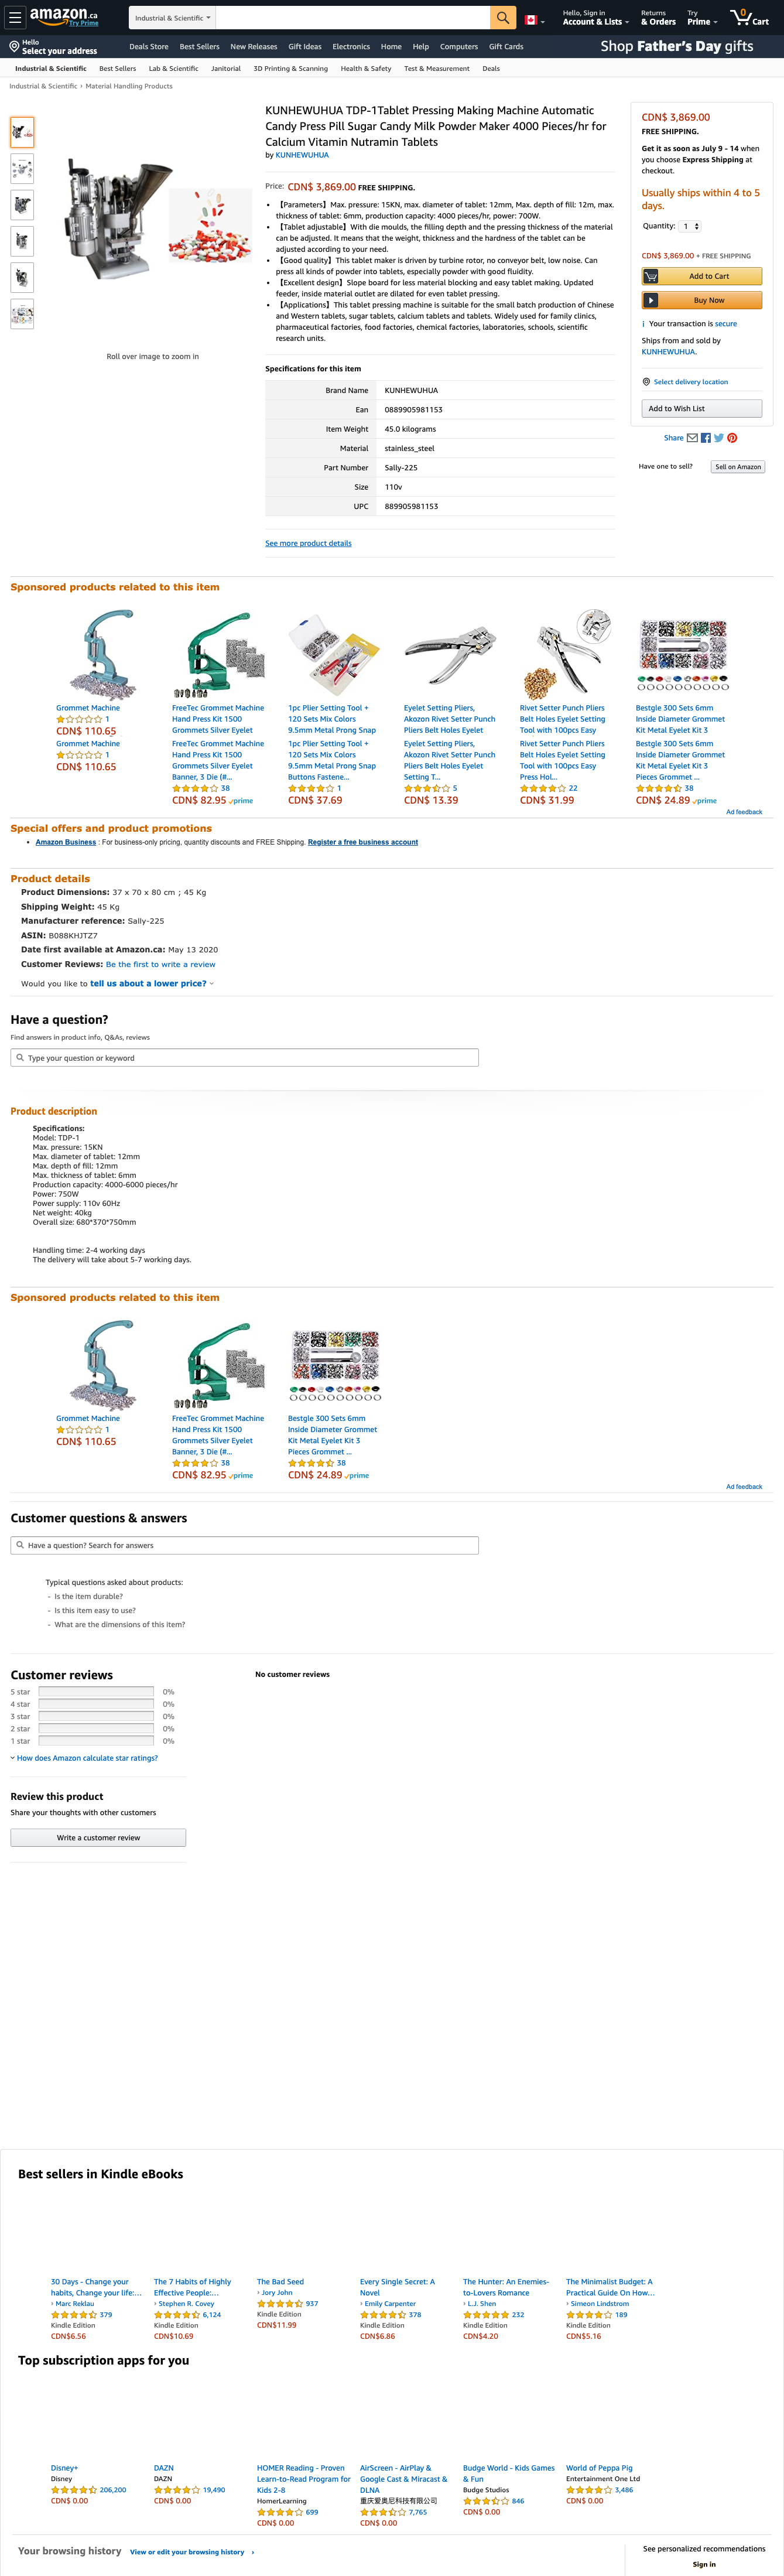 amazon.ca
Try Prime
Industrial & Scientific
Hello, Sign in
Account & Lists
Returns
& Orders
Try
Prime
0
Cart
Hello
Select your address
Deals Store Best Sellers New Releases Gift Ideas Electronics Home Help Computers Gift Cards
Shop Father's Day gifts
Industrial & Scientific Best Sellers Lab & Scientific Janitorial 3D Printing & Scanning Health & Safety Test & Measurement Deals
Industrial & Scientific › Material Handling Products
Roll over image to zoom in
KUNHEWUHUA TDP-1Tablet Pressing Making Machine Automatic
Candy Press Pill Sugar Candy Milk Powder Maker 4000 Pieces/hr for
Calcium Vitamin Nutramin Tablets
by KUNHEWUHUA
Price: CDN$ 3,869.00 FREE SHIPPING.
• 【Parameters】Max. pressure: 15KN, max. diameter of tablet: 12mm, Max. depth of fill: 12m, max.
thickness of tablet: 6mm, production capacity: 4000 pieces/hr, power: 700W.
• 【Tablet adjustable】With die moulds, the filling depth and the pressing thickness of the material
can be adjusted. It means that the weight, thickness and the hardness of the tablet can be
adjusted according to your need.
• 【Good quality】This tablet maker is driven by turbine rotor, no conveyor belt, low noise. Can
press all kinds of powder into tablets, especially powder with good fluidity.
• 【Excellent design】Slope board for less material blocking and easy tablet making. Updated
feeder, inside material outlet are dilated for even tablet pressing.
• 【Applications】This tablet pressing machine is suitable for the small batch production of Chinese
and Western tablets, sugar tablets, calcium tablets and tablets. Widely used for family clinics,
pharmaceutical factories, food factories, chemical factories, laboratories, schools, scientific
research units.
Specifications for this item
Brand Name KUNHEWUHUA
Ean 0889905981153
Item Weight 45.0 kilograms
Material stainless_steel
Part Number Sally-225
Size 110v
UPC 889905981153
See more product details
CDN$ 3,869.00
FREE SHIPPING.
Get it as soon as July 9 - 14 when
you choose Express Shipping at
checkout.
Usually ships within 4 to 5
days.
Quantity: 1
CDN$ 3,869.00 + FREE SHIPPING
Add to Cart
Buy Now
Your transaction is secure
Ships from and sold by
KUNHEWUHUA.
Select delivery location
Add to Wish List
Share
Have one to sell? Sell on Amazon
Sponsored products related to this item
Grommet Machine
1
CDN$ 110.65
Grommet Machine
1
CDN$ 110.65
FreeTec Grommet Machine
Hand Press Kit 1500
Grommets Silver Eyelet
FreeTec Grommet Machine
Hand Press Kit 1500
Grommets Silver Eyelet
Banner, 3 Die (#...
38
CDN$ 82.95 prime
1pc Plier Setting Tool +
120 Sets Mix Colors
9.5mm Metal Prong Snap
1pc Plier Setting Tool +
120 Sets Mix Colors
9.5mm Metal Prong Snap
Buttons Fastene...
1
CDN$ 37.69
Eyelet Setting Pliers,
Akozon Rivet Setter Punch
Pliers Belt Holes Eyelet
Eyelet Setting Pliers,
Akozon Rivet Setter Punch
Pliers Belt Holes Eyelet
Setting T...
5
CDN$ 13.39
Rivet Setter Punch Pliers
Belt Holes Eyelet Setting
Tool with 100pcs Easy
Rivet Setter Punch Pliers
Belt Holes Eyelet Setting
Tool with 100pcs Easy
Press Hol...
22
CDN$ 31.99
Bestgle 300 Sets 6mm
Inside Diameter Grommet
Kit Metal Eyelet Kit 3
Bestgle 300 Sets 6mm
Inside Diameter Grommet
Kit Metal Eyelet Kit 3
Pieces Grommet ...
38
CDN$ 24.89 prime
Ad feedback
Special offers and product promotions
• Amazon Business : For business-only pricing, quantity discounts and FREE Shipping. Register a free business account
Product details
Product Dimensions: 37 x 70 x 80 cm ; 45 Kg
Shipping Weight: 45 Kg
Manufacturer reference: Sally-225
ASIN: B088KHJTZ7
Date first available at Amazon.ca: May 13 2020
Customer Reviews: Be the first to write a review
Would you like to tell us about a lower price?
Have a question?
Find answers in product info, Q&As, reviews
Type your question or keyword
Product description
Specifications:
Model: TDP-1
Max. pressure: 15KN
Max. diameter of tablet: 12mm
Max. depth of fill: 12mm
Max. thickness of tablet: 6mm
Production capacity: 4000-6000 pieces/hr
Power: 750W
Power supply: 110v 60Hz
Net weight: 40kg
Overall size: 680*370*750mm
Handling time: 2-4 working days
The delivery will take about 5-7 working days.
Sponsored products related to this item
Grommet Machine
1
CDN$ 110.65
FreeTec Grommet Machine
Hand Press Kit 1500
Grommets Silver Eyelet
Banner, 3 Die (#...
38
CDN$ 82.95 prime
Bestgle 300 Sets 6mm
Inside Diameter Grommet
Kit Metal Eyelet Kit 3
Pieces Grommet ...
38
CDN$ 24.89 prime
Ad feedback
Customer questions & answers
Have a question? Search for answers
Typical questions asked about products:
- Is the item durable?
- Is this item easy to use?
- What are the dimensions of this item?
Customer reviews
5 star 0%
4 star 0%
3 star 0%
2 star 0%
1 star 0%
How does Amazon calculate star ratings?
No customer reviews
Review this product
Share your thoughts with other customers
Write a customer review
Best sellers in Kindle eBooks
30 Days - Change your
habits, Change your life:...
› Marc Reklau
379
Kindle Edition
CDN$6.56
The 7 Habits of Highly
Effective People:...
› Stephen R. Covey
6,124
Kindle Edition
CDN$10.69
The Bad Seed
› Jory John
937
Kindle Edition
CDN$11.99
Every Single Secret: A
Novel
› Emily Carpenter
378
Kindle Edition
CDN$6.86
The Hunter: An Enemies-
to-Lovers Romance
› L.J. Shen
232
Kindle Edition
CDN$4.20
The Minimalist Budget: A
Practical Guide On How...
› Simeon Lindstrom
189
Kindle Edition
CDN$5.16
Top subscription apps for you
Disney+
Disney
206,200
CDN$ 0.00
DAZN
DAZN
19,490
CDN$ 0.00
HOMER Reading - Proven
Learn-to-Read Program for
Kids 2-8
HomerLearning
699
CDN$ 0.00
AirScreen - AirPlay &
Google Cast & Miracast &
DLNA
重庆爱奥尼科技有限公司
7,765
CDN$ 0.00
Budge World - Kids Games
& Fun
Budge Studios
846
CDN$ 0.00
World of Peppa Pig
Entertainment One Ltd
3,486
CDN$ 0.00
Your browsing history View or edit your browsing history ›
See personalized recommendations
Sign in